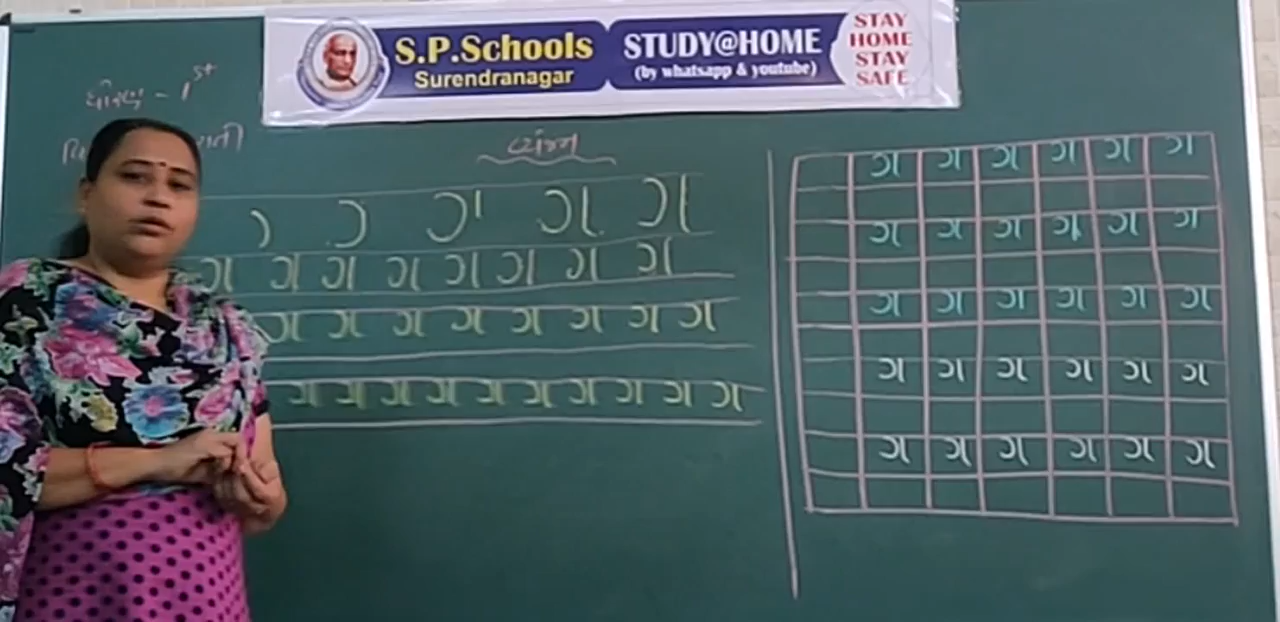 S.P.Schools
Surendranagar
STUDY@HOME
(by whatsapp & youtube)
STAY
HOME
STAY
SAFE
ધોરણ - 1st
વ્યંજન
ગ ગ
ગ ગ ગ ગ ગ ગ ગ ગ
ગ ગ ગ ગ ગ ગ ગ ગ
ગ ગ ગ ગ ગ ગ ગ ગ ગ ગ
ગ ગ ગ ગ ગ ગ
ગ ગ ગ ગ ગ ગ
ગ ગ ગ ગ ગ ગ
ગ ગ ગ ગ ગ ગ
ગ ગ ગ ગ ગ ગ